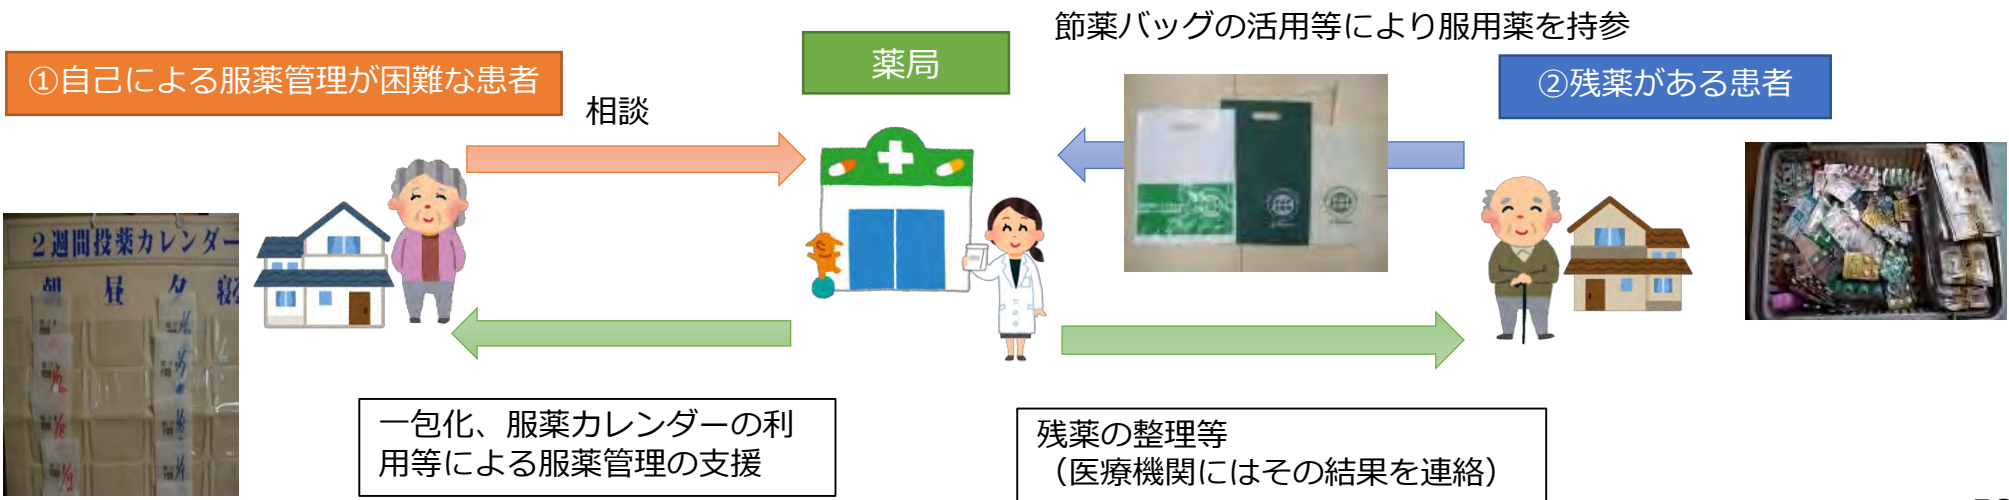 節薬バッグの活用等により服用薬を持参
①自己による服薬管理が困難な患者
薬局
②残薬がある患者
相談
2週間投薬カレンダー
朝 昼 夕 寝
一包化、服薬カレンダーの利
用等による服薬管理の支援
残薬の整理等
（医療機関にはその結果を連絡）